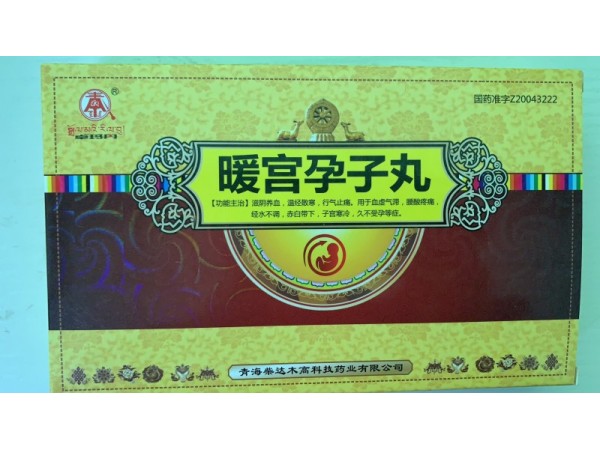 ®
国药准字Z20043222
暖宫孕子丸
【功能主治】滋阴养血，温经散寒，行气止痛。用于血虚气滞，腰酸疼痛，
经水不调，赤白带下，子宫寒冷，久不受孕等症。
青海柴达木高科技药业有限公司